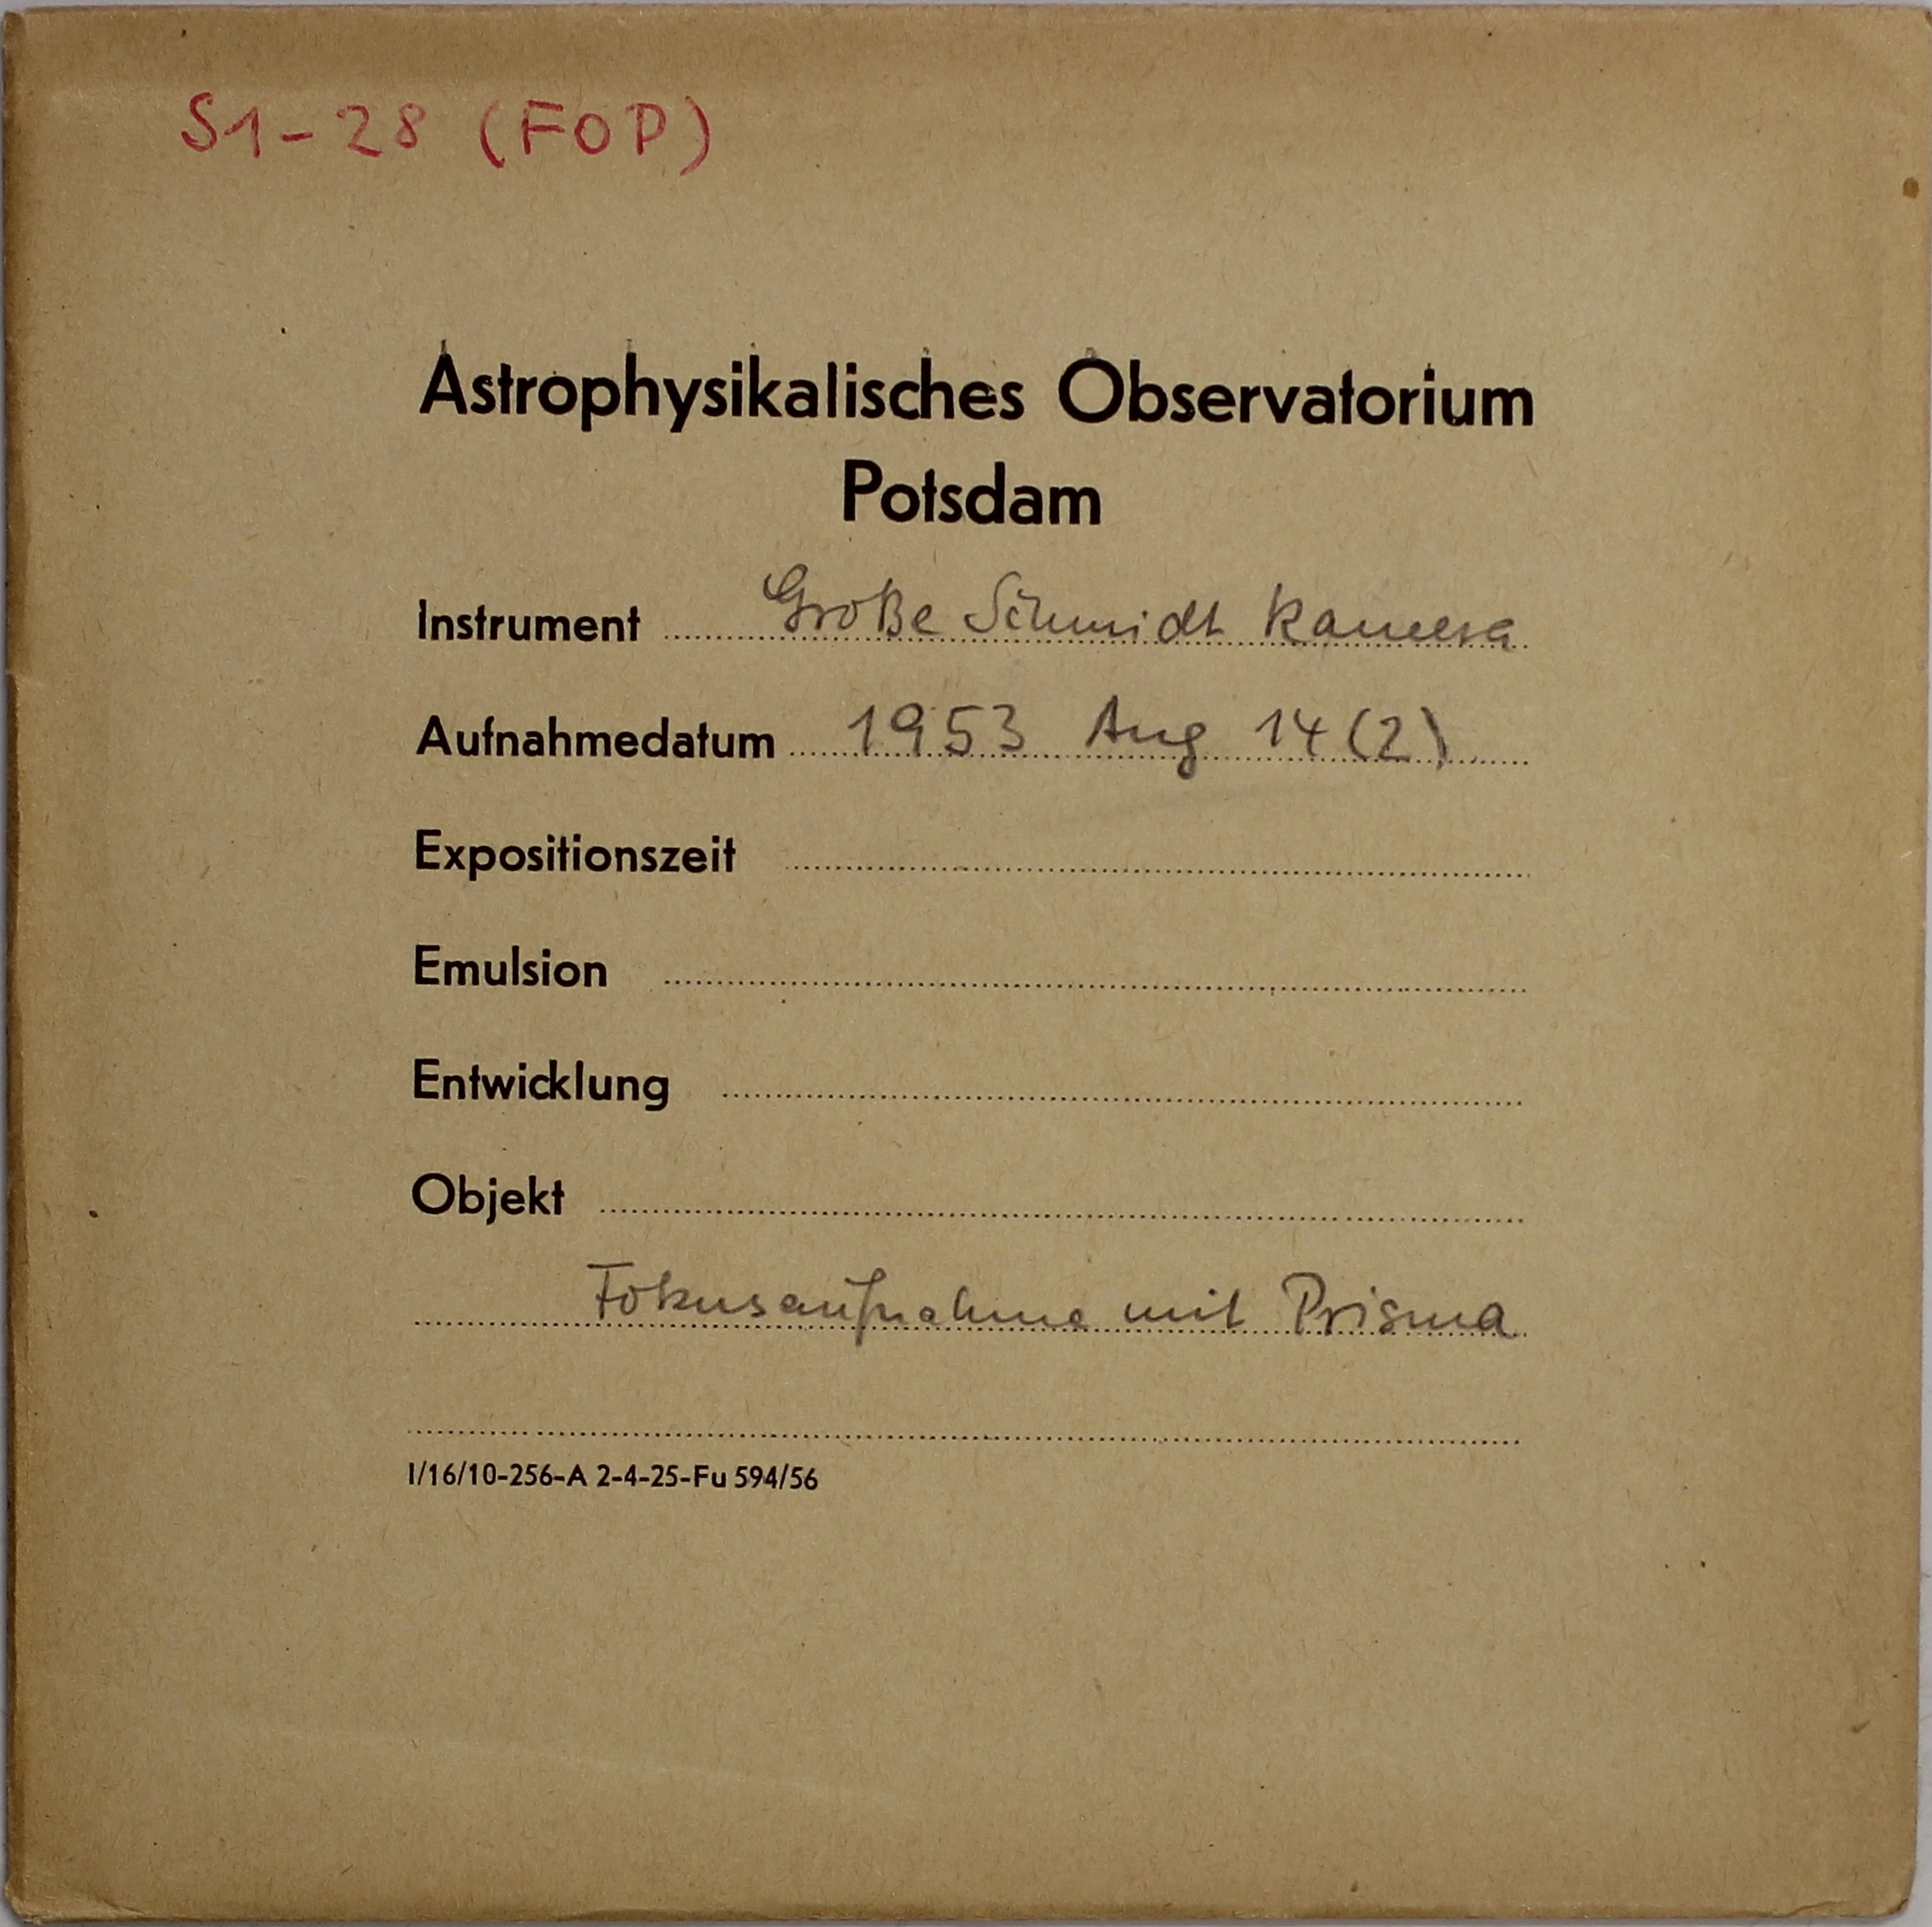 S1-28 (FOP)
Astrophysikalisches Observatorium
Potsdam
Instrument Große Schmidt Kamera
Aufnahmedatum 1953 Aug 14 (2)
Expositionszeit
Emulsion
Entwicklung
Objekt
Fokusaufnahme mit Prisma
I/16/10-256-A 2-4-25-Fu 594/56